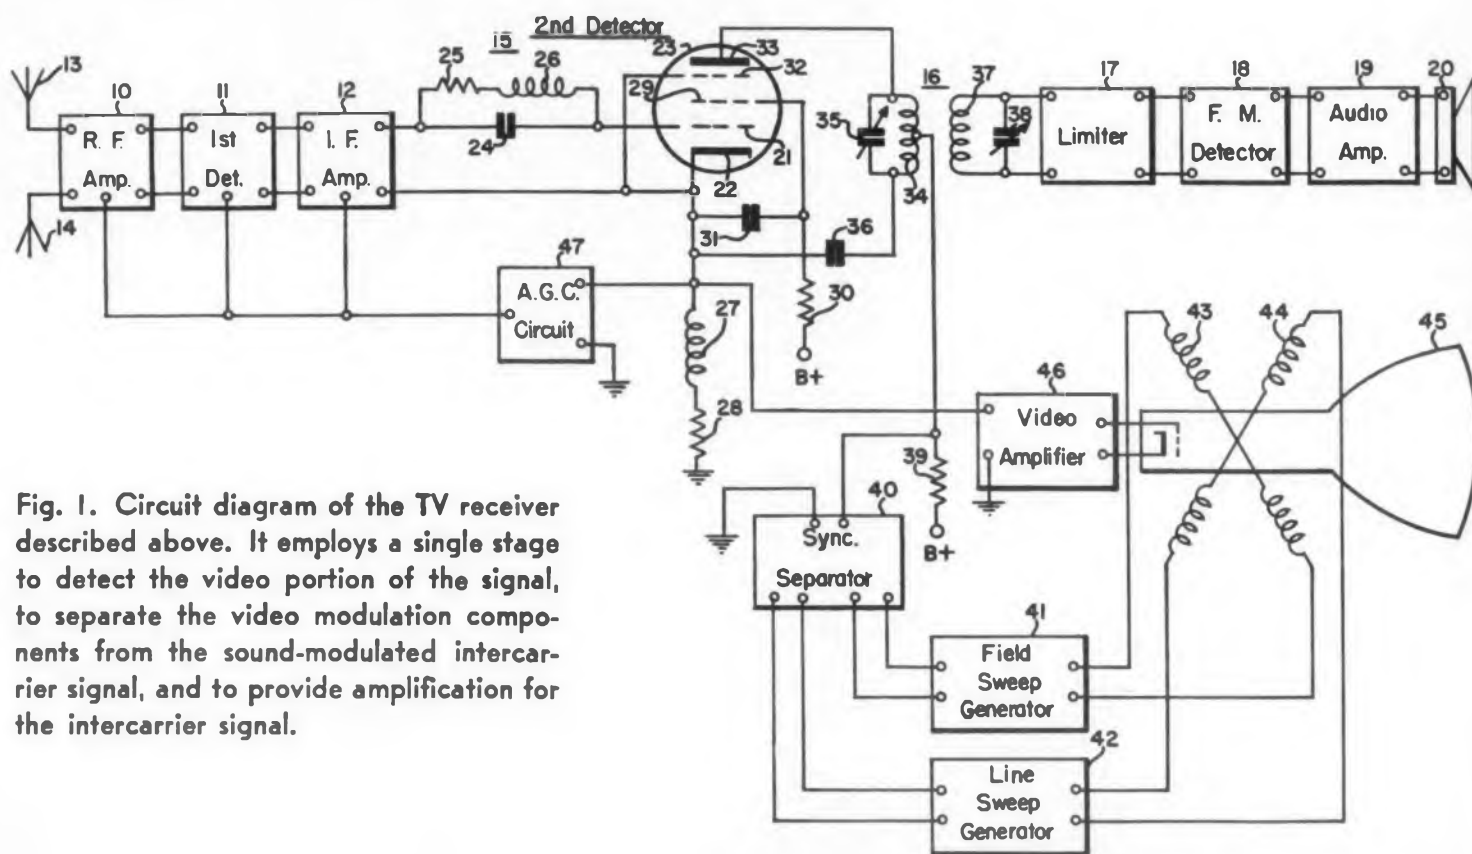 15
2nd Detector
13
10
11
12
25
26
23
33
32
29
24
21
22
35
34
16
37
38
17
18
19
20
R. F.
Amp.
1st
Det.
I. F.
Amp.
Limiter
F. M.
Detector
Audio
Amp.
14
31
36
47
A.G.C.
Circuit
27
30
B+
28
43
44
45
46
Video
Amplifier
39
B+
40
Sync.
Separator
41
Field
Sweep
Generator
42
Line
Sweep
Generator
Fig. 1. Circuit diagram of the TV receiver
described above. It employs a single stage
to detect the video portion of the signal,
to separate the video modulation compo-
nents from the sound-modulated intercar-
rier signal, and to provide amplification for
the intercarrier signal.